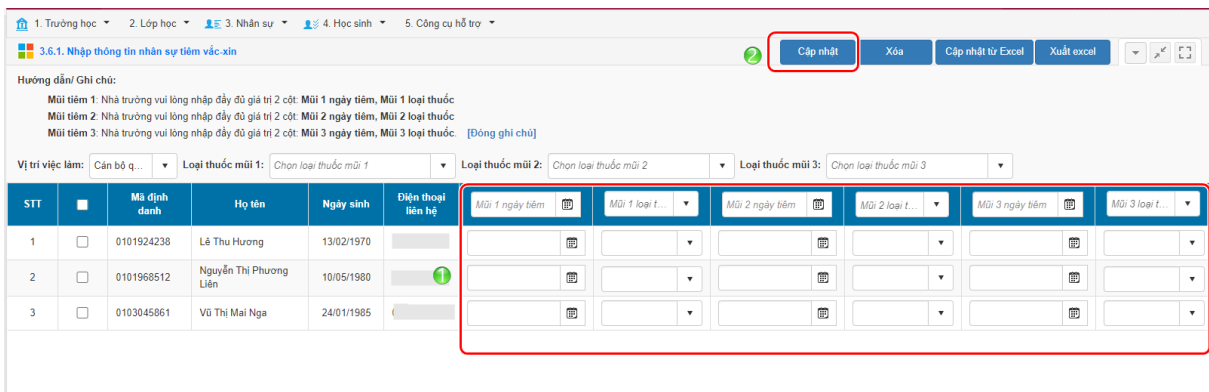 1. Trường học 2. Lớp học 3. Nhân sự 4. Học sinh 5. Công cụ hỗ trợ
3.6.1. Nhập thông tin nhân sự tiêm vắc-xin 2 Cập nhật Xóa Cập nhật từ Excel Xuất excel
Hướng dẫn/ Ghi chú:
Mũi tiêm 1: Nhà trường vui lòng nhập đầy đủ giá trị 2 cột: Mũi 1 ngày tiêm, Mũi 1 loại thuốc
Mũi tiêm 2: Nhà trường vui lòng nhập đầy đủ giá trị 2 cột: Mũi 2 ngày tiêm, Mũi 2 loại thuốc
Mũi tiêm 3: Nhà trường vui lòng nhập đầy đủ giá trị 2 cột: Mũi 3 ngày tiêm, Mũi 3 loại thuốc. [Đóng ghi chú]
Vị trí việc làm: Cán bộ q... Loại thuốc mũi 1: Chọn loại thuốc mũi 1 Loại thuốc mũi 2: Chọn loại thuốc mũi 2 Loại thuốc mũi 3: Chọn loại thuốc mũi 3
STT Mã định danh Họ tên Ngày sinh Điện thoại liên hệ Mũi 1 ngày tiêm Mũi 1 loại t... Mũi 2 ngày tiêm Mũi 2 loại t... Mũi 3 ngày tiêm Mũi 3 loại t...
1 0101924238 Lê Thu Hương 13/02/1970
2 0101968512 Nguyễn Thị Phương Liên 10/05/1980 1
3 0103045861 Vũ Thị Mai Nga 24/01/1985